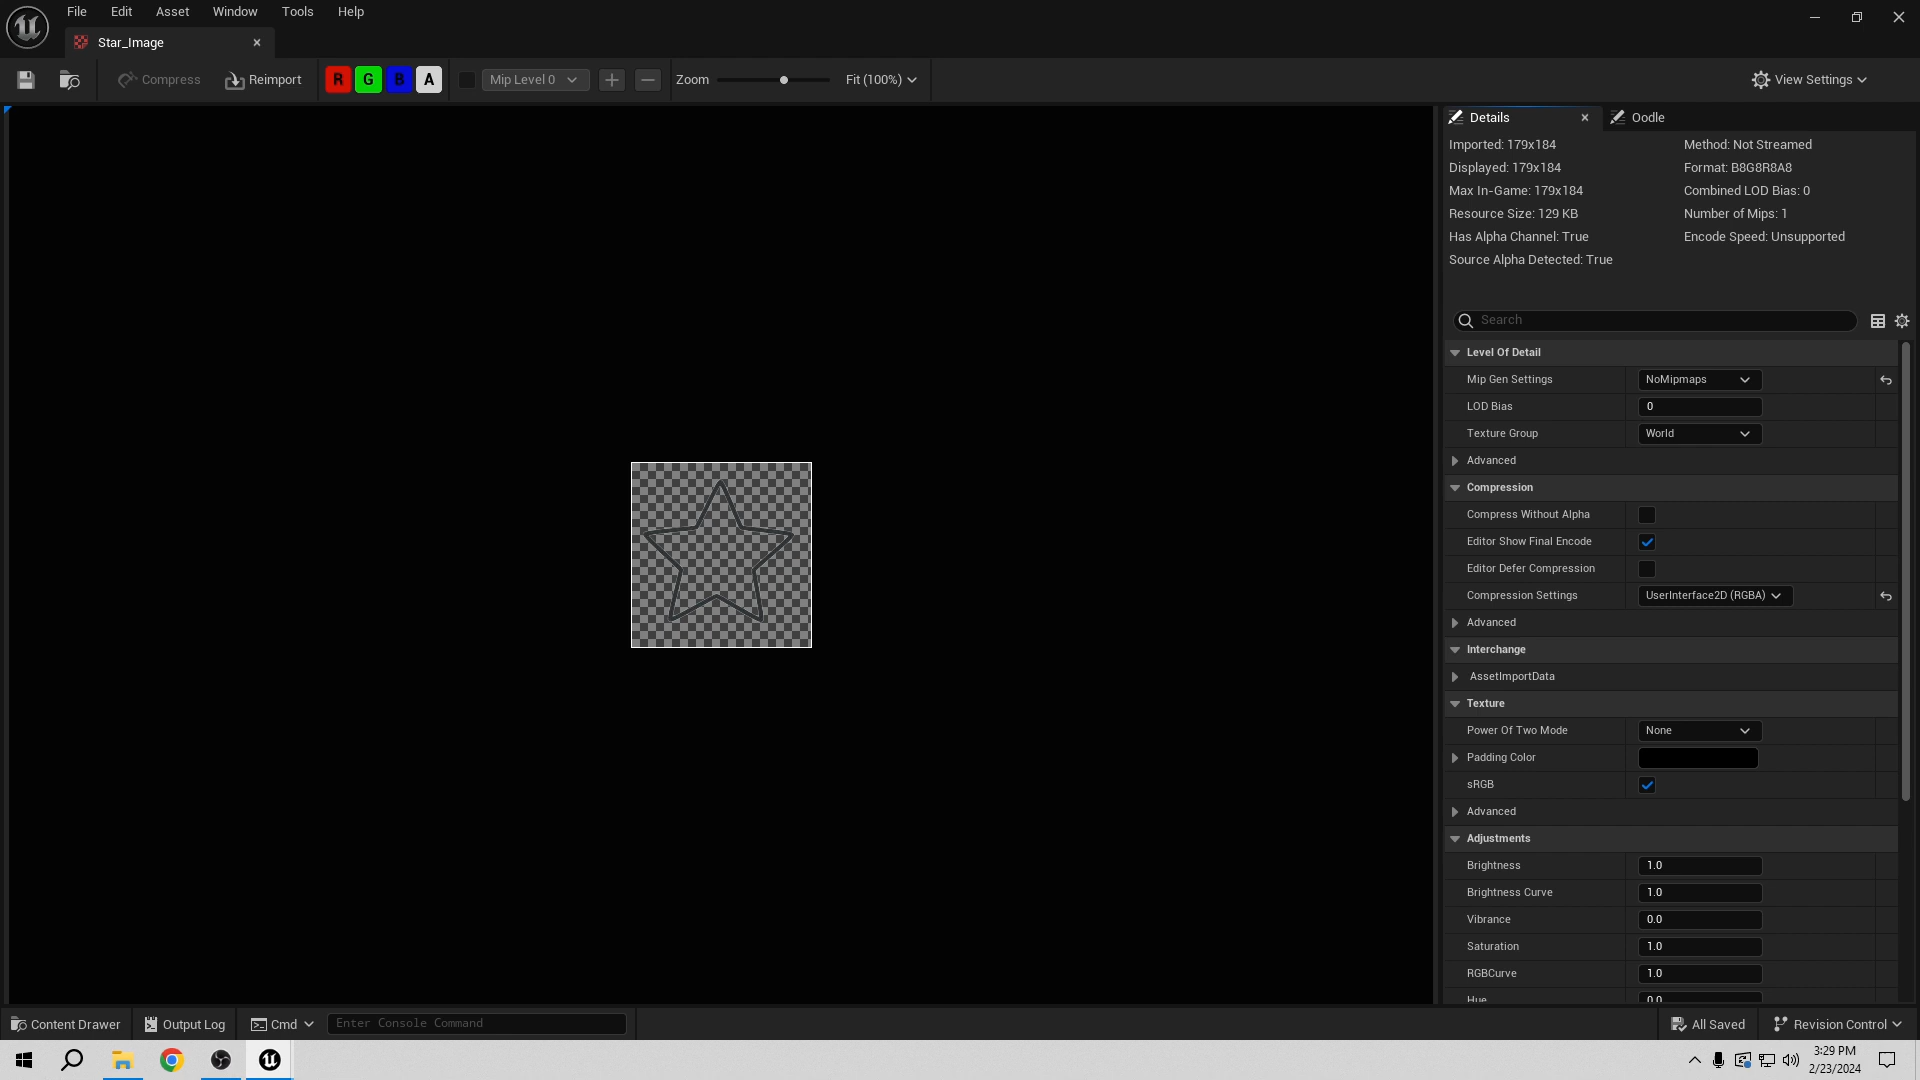 File Edit Asset Window Tools Help
Star_Image
Compress Reimport R G B A Mip Level 0 Zoom Fit (100%) View Settings
Details Oodle
Imported: 179x184 Method: Not Streamed
Displayed: 179x184 Format: B8G8R8A8
Max In-Game: 179x184 Combined LOD Bias: 0
Resource Size: 129 KB Number of Mips: 1
Has Alpha Channel: True Encode Speed: Unsupported
Source Alpha Detected: True
Search
Level Of Detail
Mip Gen Settings NoMipmaps
LOD Bias 0
Texture Group World
Advanced
Compression
Compress Without Alpha
Editor Show Final Encode
Editor Defer Compression
Compression Settings UserInterface2D (RGBA)
Advanced
Interchange
AssetImportData
Texture
Power Of Two Mode None
Padding Color
sRGB
Advanced
Adjustments
Brightness 1.0
Brightness Curve 1.0
Vibrance 0.0
Saturation 1.0
RGBCurve 1.0
Hue 0.0
Content Drawer Output Log Cmd Enter Console Command All Saved Revision Control
3:29 PM
2/23/2024